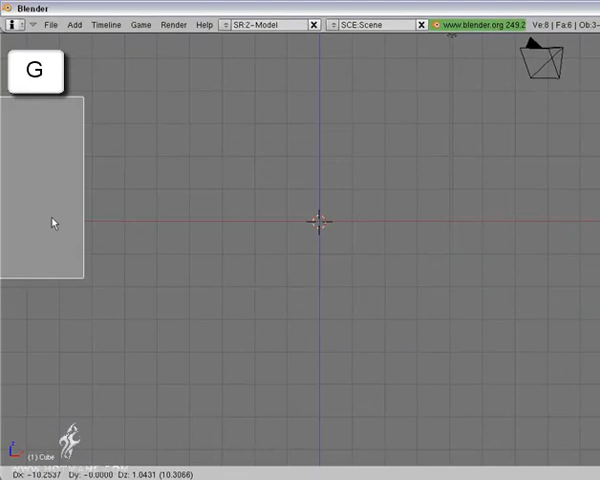 Blender
File Add Timeline Game Render Help SR:2-Model SCE:Scene www.blender.org 249.2 Ve:8 | Fa:6 | Ob:3-
G
Z
(1) Cube
Dx: -10.2537 Dy: -0.0000 Dz: 1.0431 (10.3066)